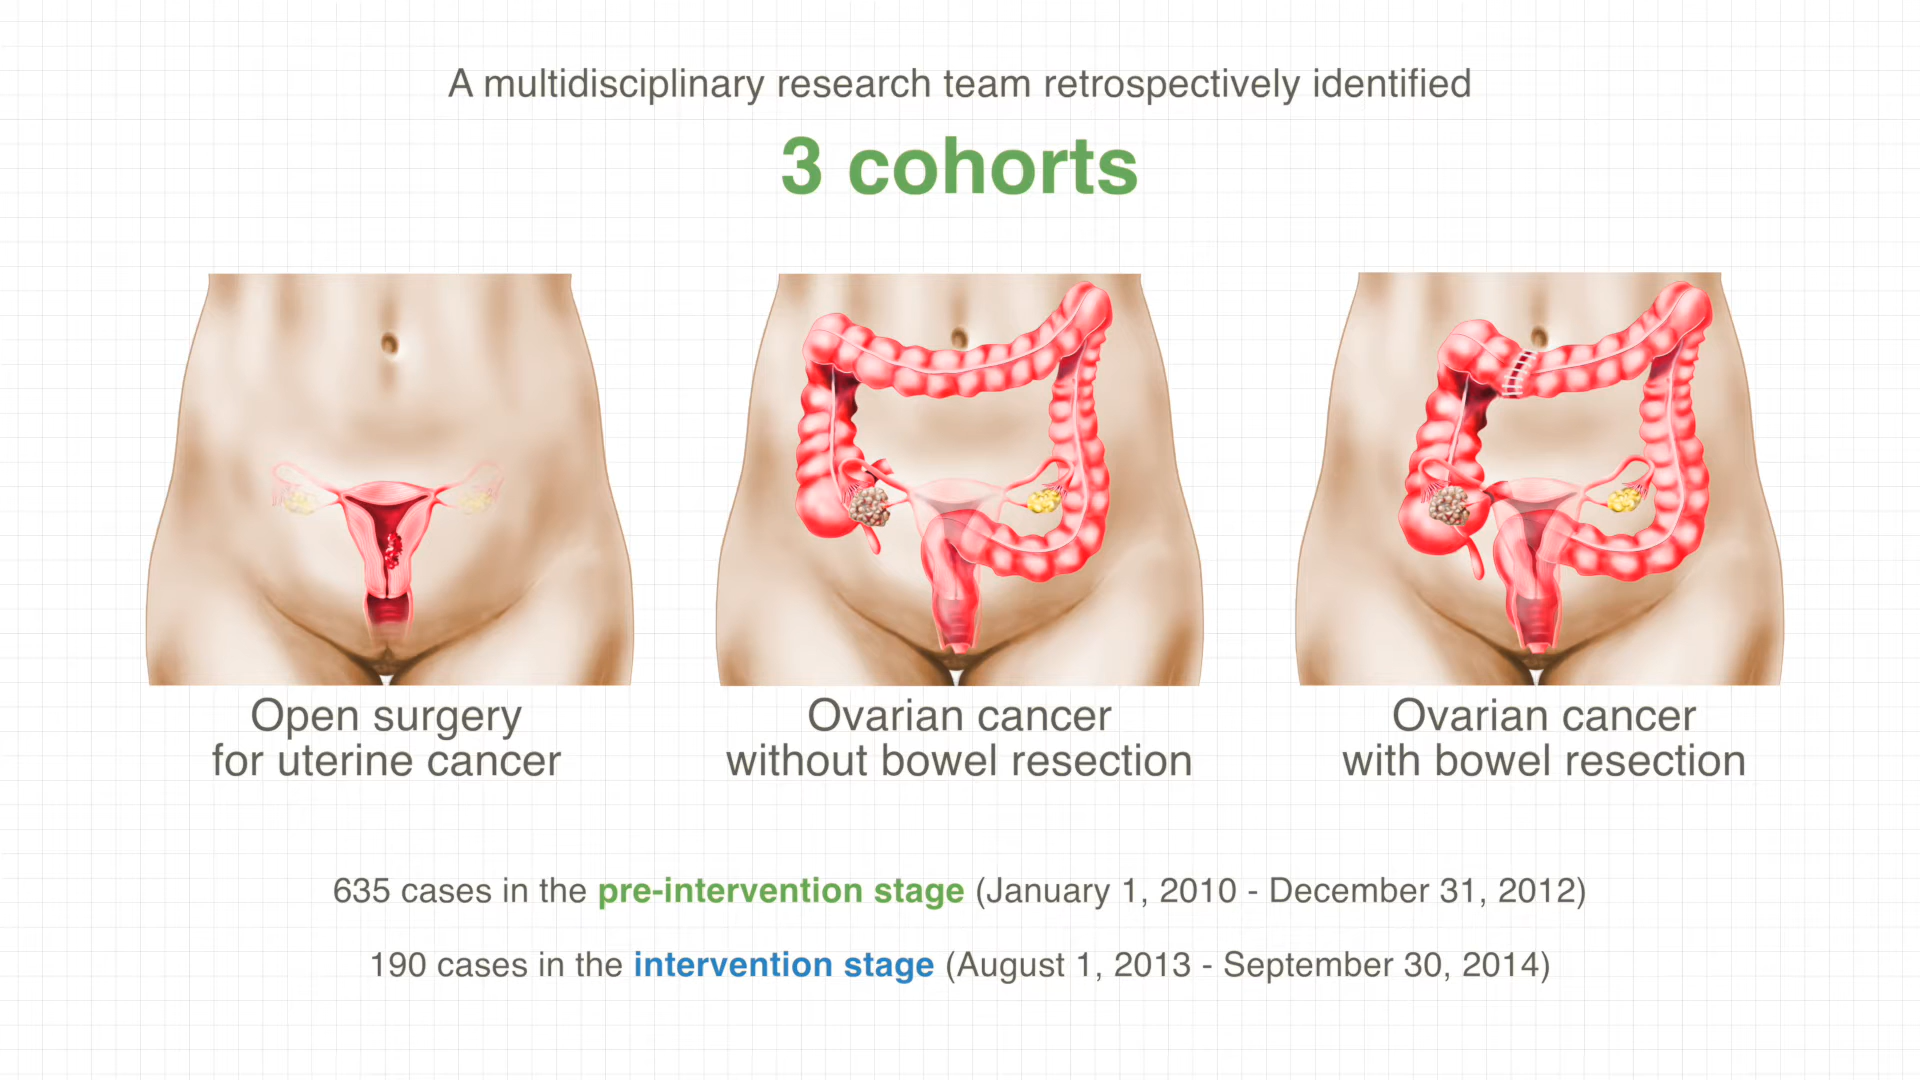 A multidisciplinary research team retrospectively identified
3 cohorts
Open surgery
for uterine cancer
Ovarian cancer
without bowel resection
Ovarian cancer
with bowel resection
635 cases in the pre-intervention stage (January 1, 2010 - December 31, 2012)
190 cases in the intervention stage (August 1, 2013 - September 30, 2014)